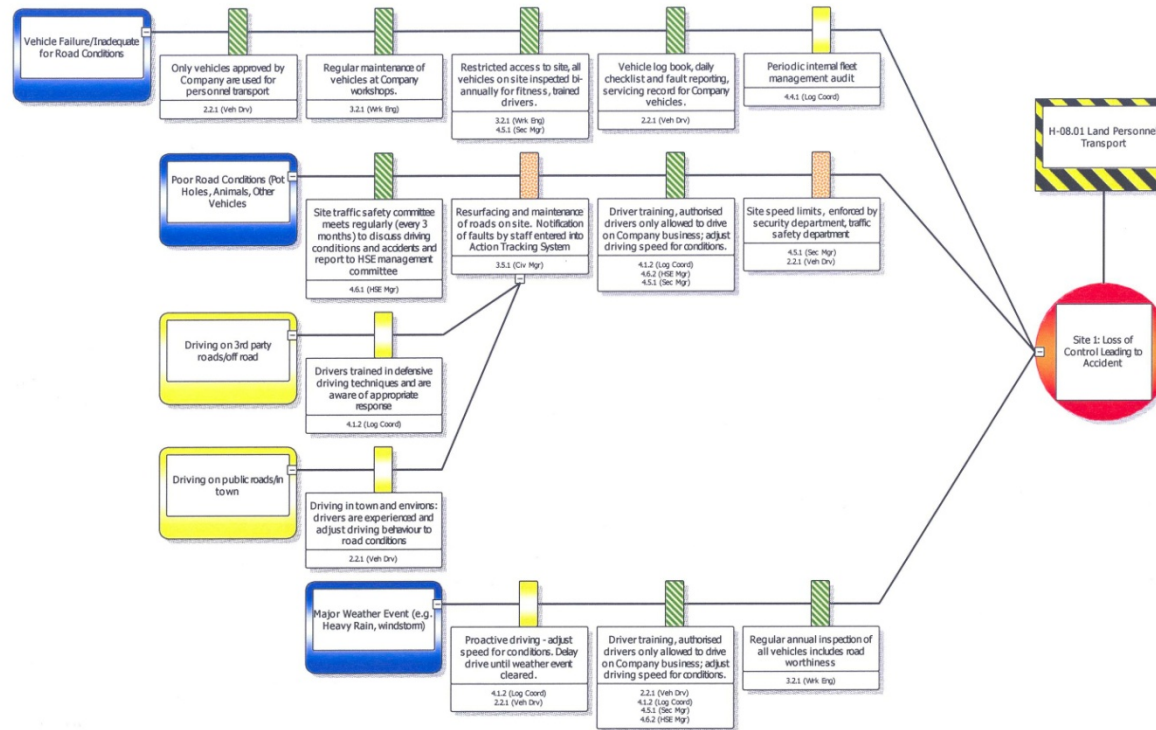 Vehicle Failure/Inadequate
for Road Conditions
Only vehicles approved by
Company are used for
personnel transport
2.2.1 (Veh Drv)
Regular maintenance of
vehicles at Company
workshops.
3.2.1 (Wrk Eng)
Restricted access to site, all
vehicles on site inspected bi-
annually for fitness, trained
drivers.
3.2.1 (Wrk Eng)
4.5.1 (Sec Mgr)
Vehicle log book, daily
checklist and fault reporting,
servicing record for Company
vehicles.
2.2.1 (Veh Drv)
Periodic internal fleet
management audit
4.4.1 (Log Coord)
H-08.01 Land Personnel
Transport
Poor Road Conditions (Pot
Holes, Animals, Other
Vehicles
Site traffic safety committee
meets regularly (every 3
months) to discuss driving
conditions and accidents and
report to HSE management
committee
4.6.1 (HSE Mgr)
Resurfacing and maintenance
of roads on site. Notification
of faults by staff entered into
Action Tracking System
3.5.1 (Civ Mgr)
Driver training, authorised
drivers only allowed to drive
on Company business; adjust
driving speed for conditions.
4.1.2 (Log Coord)
4.6.2 (HSE Mgr)
4.5.1 (Sec Mgr)
Site speed limits, enforced by
security department, traffic
safety department
4.5.1 (Sec Mgr)
2.2.1 (Veh Drv)
Site 1: Loss of
Control Leading to
Accident
Driving on 3rd party
roads/off road
Drivers trained in defensive
driving techniques and are
aware of appropriate
response
4.1.2 (Log Coord)
Driving on public roads/in
town
Driving in town and environs:
drivers are experienced and
adjust driving behaviour to
road conditions
2.2.1 (Veh Drv)
Major Weather Event (e.g.
Heavy Rain, windstorm)
Proactive driving - adjust
speed for conditions. Delay
drive until weather event
cleared.
4.1.2 (Log Coord)
2.2.1 (Veh Drv)
Driver training, authorised
drivers only allowed to drive
on Company business; adjust
driving speed for conditions.
2.2.1 (Veh Drv)
4.1.2 (Log Coord)
4.5.1 (Sec Mgr)
4.6.2 (HSE Mgr)
Regular annual inspection of
all vehicles includes road
worthiness
3.2.1 (Wrk Eng)